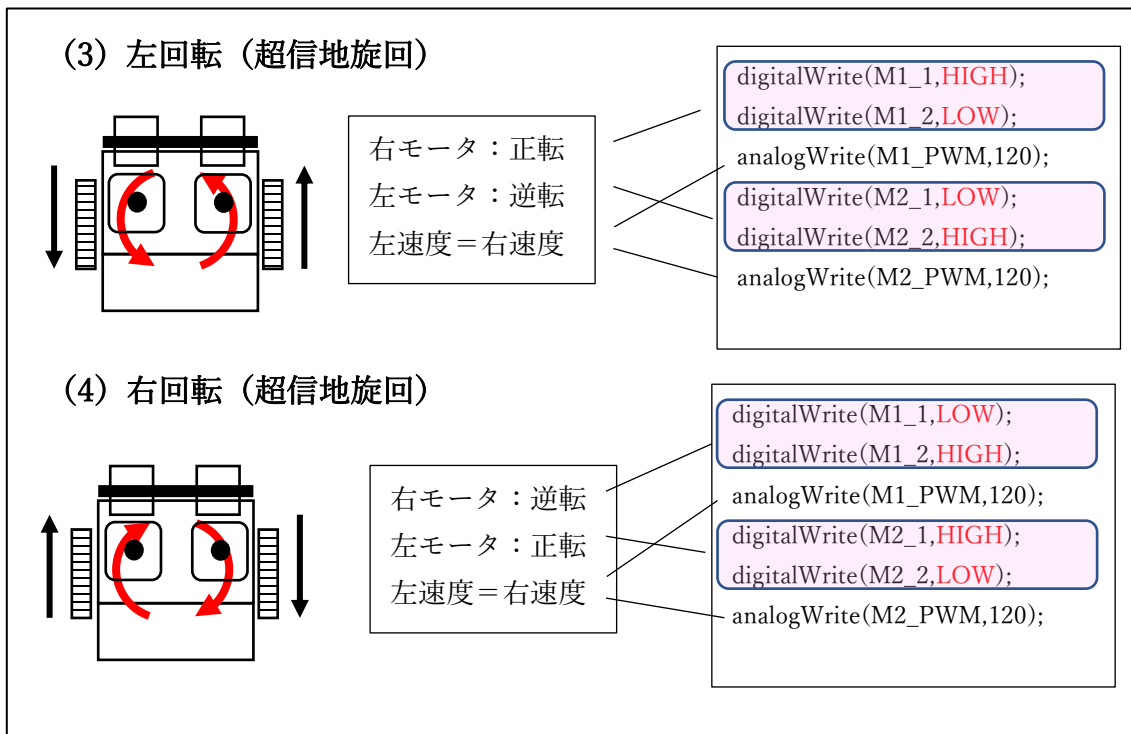 （3）左回転（超信地旋回）
右モータ：正転
左モータ：逆転
左速度＝右速度
digitalWrite(M1_1,HIGH);
digitalWrite(M1_2,LOW);
analogWrite(M1_PWM,120);
digitalWrite(M2_1,LOW);
digitalWrite(M2_2,HIGH);
analogWrite(M2_PWM,120);
（4）右回転（超信地旋回）
右モータ：逆転
左モータ：正転
左速度＝右速度
digitalWrite(M1_1,LOW);
digitalWrite(M1_2,HIGH);
analogWrite(M1_PWM,120);
digitalWrite(M2_1,HIGH);
digitalWrite(M2_2,LOW);
analogWrite(M2_PWM,120);